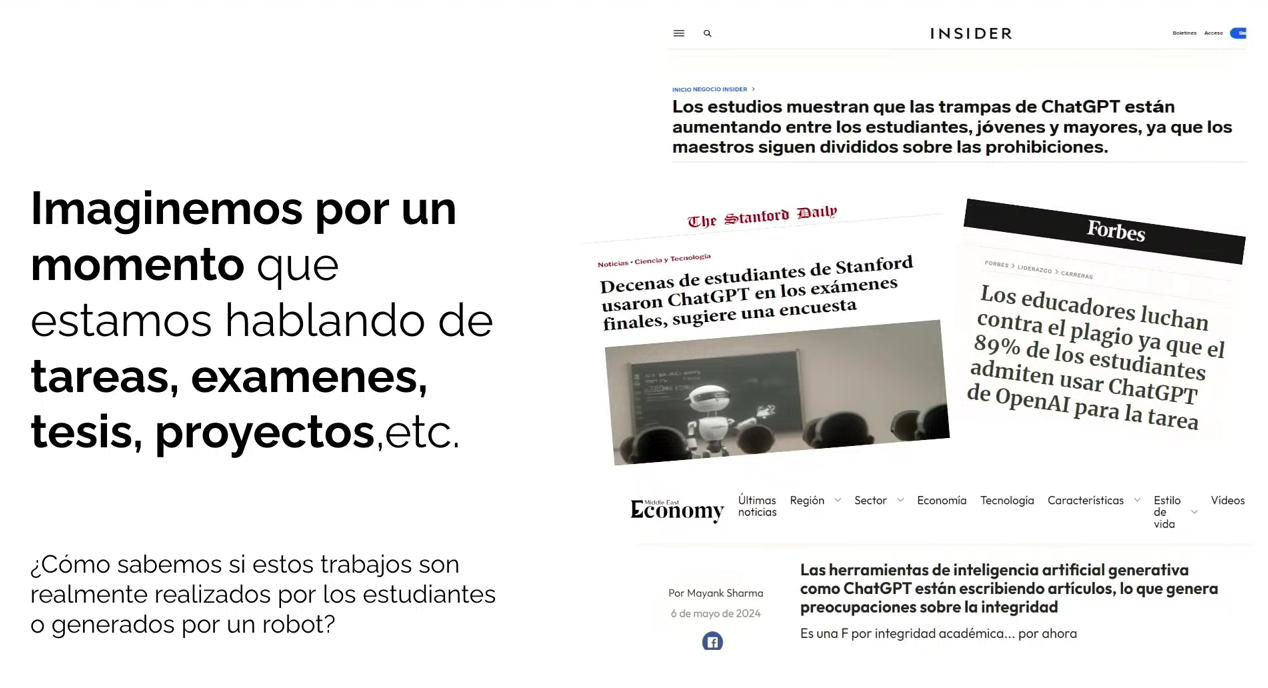 Imaginemos por un
momento que
estamos hablando de
tareas, examenes,
tesis, proyectos,etc.
¿Cómo sabemos si estos trabajos son
realmente realizados por los estudiantes
o generados por un robot?
INSIDER
Boletines Acceso
INICIO NEGOCIO INSIDER >
Los estudios muestran que las trampas de ChatGPT están
aumentando entre los estudiantes, jóvenes y mayores, ya que los
maestros siguen divididos sobre las prohibiciones.
The Stanford Daily
Noticias • Ciencia y Tecnología
Decenas de estudiantes de Stanford
usaron ChatGPT en los exámenes
finales, sugiere una encuesta
Forbes
FORBES > LIDERAZGO > CARRERAS
Los educadores luchan
contra el plagio ya que el
89% de los estudiantes
admiten usar ChatGPT
de OpenAI para la tarea
Middle East
Economy
Últimas noticias Región Sector Economía Tecnología Características Estilo de vida Vídeos
Por Mayank Sharma
6 de mayo de 2024
Las herramientas de inteligencia artificial generativa
como ChatGPT están escribiendo artículos, lo que genera
preocupaciones sobre la integridad
Es una F por integridad académica... por ahora